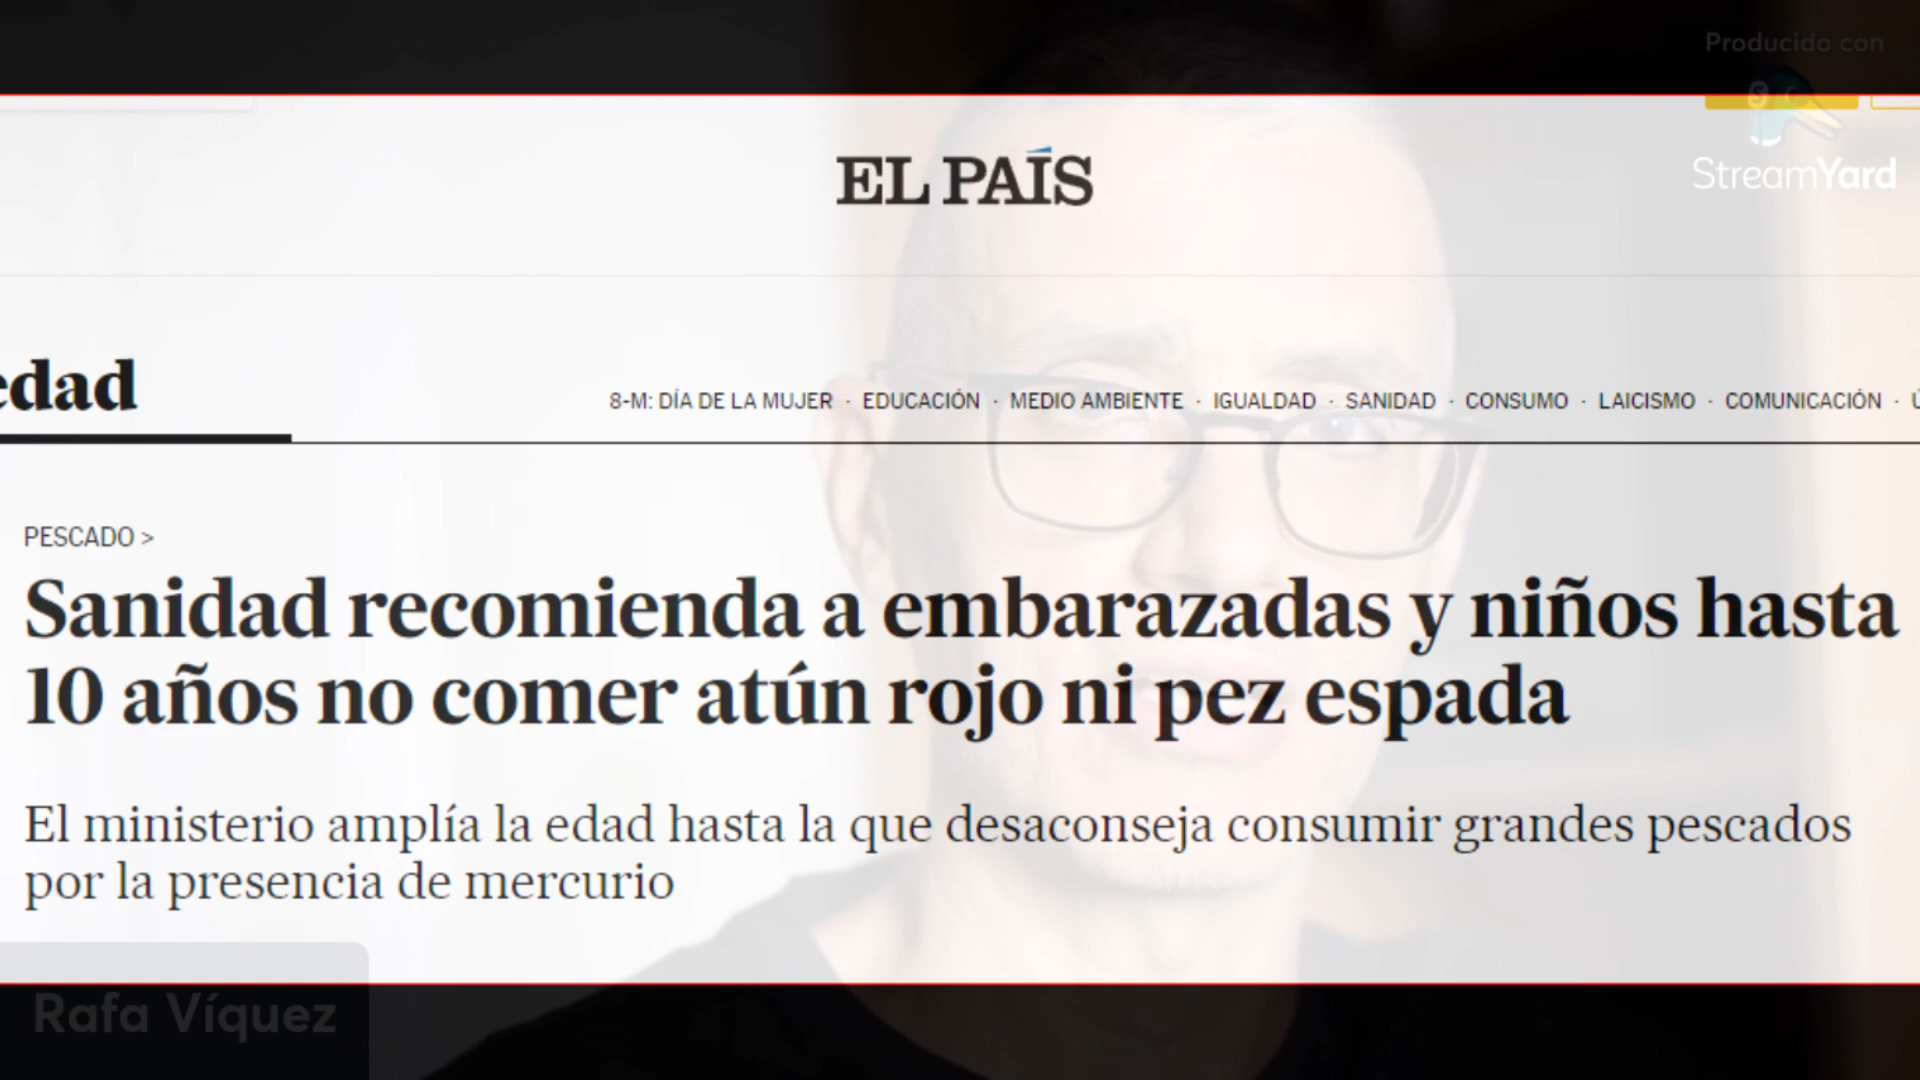 Producido con
StreamYard
EL PAÍS
edad
8-M: DÍA DE LA MUJER · EDUCACIÓN · MEDIO AMBIENTE · IGUALDAD · SANIDAD · CONSUMO · LAICISMO · COMUNICACIÓN · Ú
PESCADO >
Sanidad recomienda a embarazadas y niños hasta
10 años no comer atún rojo ni pez espada
El ministerio amplía la edad hasta la que desaconseja consumir grandes pescados
por la presencia de mercurio
Rafa Víquez